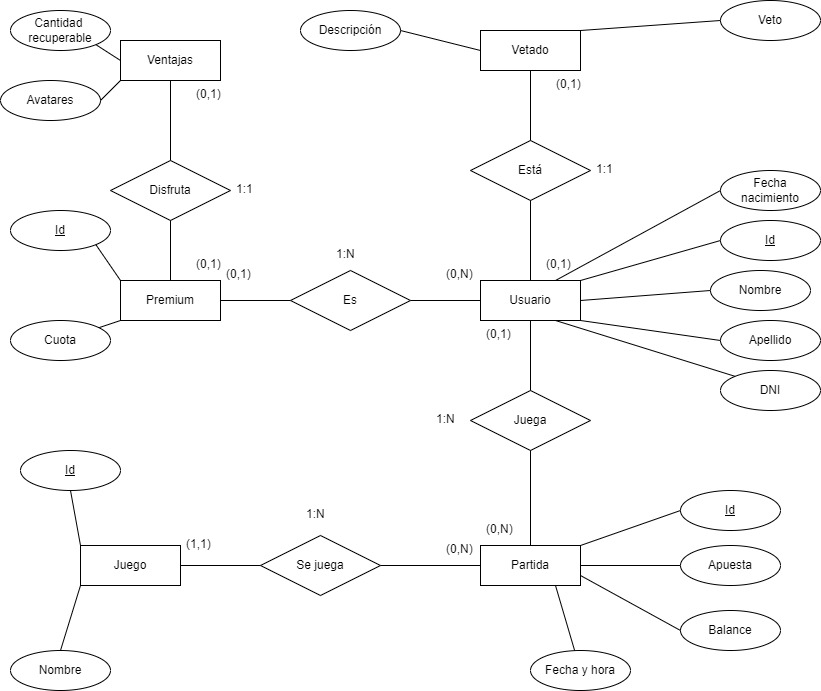 Cantidad
recuperable
Ventajas
Avatares
(0,1)
Descripción
Vetado
Veto
(0,1)
Disfruta
1:1
Está
1:1
Fecha
nacimiento
Id
Id
Nombre
Apellido
DNI
(0,1)
(0,1)
1:N
(0,N)
(0,1)
Premium
Es
Usuario
Cuota
(0,1)
1:N
Juega
Id
1:N
(0,N)
(1,1)
(0,N)
Juego
Se juega
Partida
Id
Apuesta
Balance
Nombre
Fecha y hora